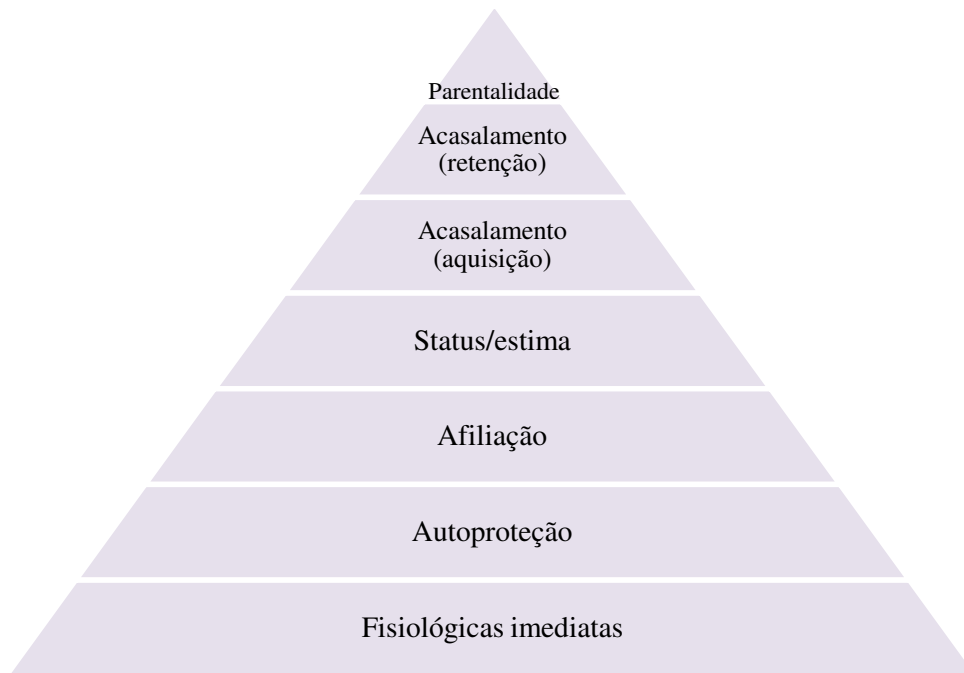 Parentalidade
Acasalamento
(retenção)
Acasalamento
(aquisição)
Status/estima
Afiliação
Autoproteção
Fisiológicas imediatas